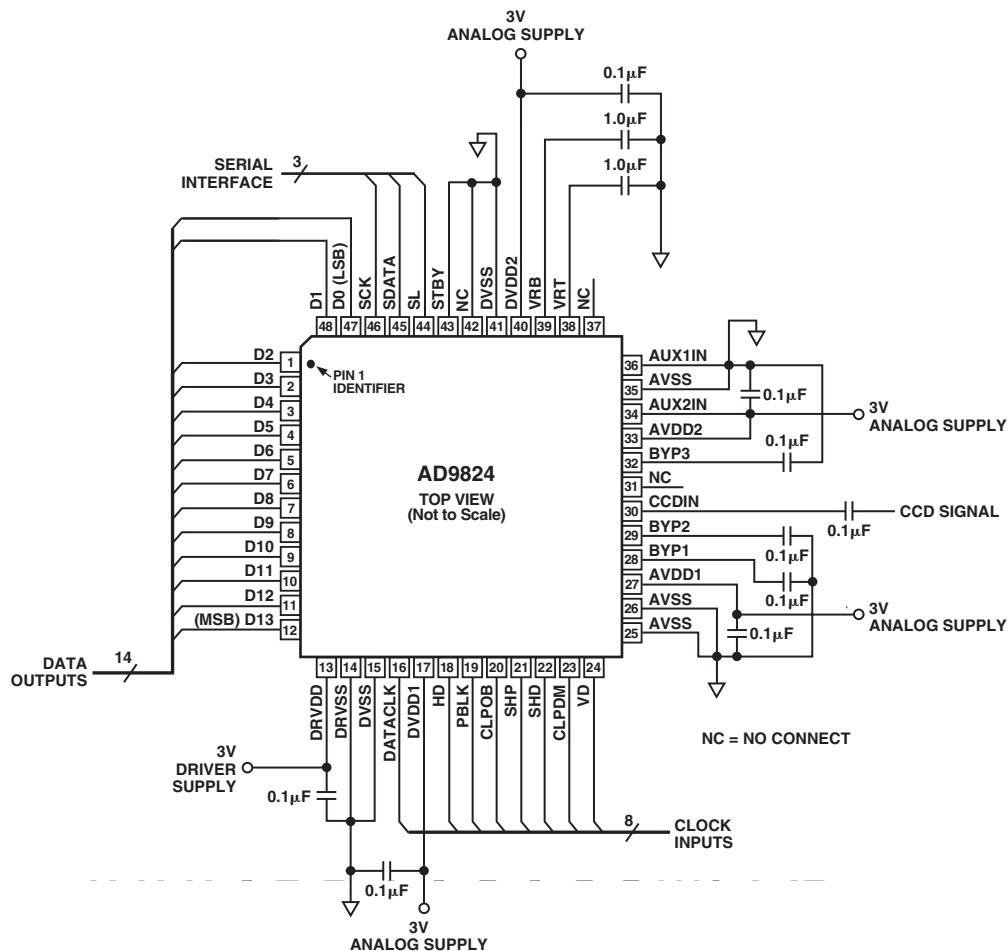 3V
ANALOG SUPPLY
0.1µF
1.0µF
1.0µF
SERIAL
INTERFACE
3
D1
D0 (LSB)
SCK
SDATA
SL
STBY
NC
DVSS
DVDD2
VRB
VRT
NC
48
47
46
45
44
43
42
41
40
39
38
37
D2
1
D3
2
D4
3
D5
4
D6
5
D7
6
D8
7
D9
8
D10
9
D11
10
D12
11
(MSB) D13
12
PIN 1
IDENTIFIER
AD9824
TOP VIEW
(Not to Scale)
36
AUX1IN
35
AVSS
34
AUX2IN
33
AVDD2
32
BYP3
31
NC
30
CCDIN
29
BYP2
28
BYP1
27
AVDD1
26
AVSS
25
AVSS
0.1µF
3V
ANALOG SUPPLY
0.1µF
0.1µF
CCD SIGNAL
0.1µF
0.1µF
3V
ANALOG SUPPLY
0.1µF
13
14
15
16
17
18
19
20
21
22
23
24
DRVDD
DRVSS
DVSS
DATACLK
DVDD1
HD
PBLK
CLPOB
SHP
SHD
CLPDM
VD
DATA
OUTPUTS
14
NC = NO CONNECT
3V
DRIVER
SUPPLY
0.1µF
8
CLOCK
INPUTS
0.1µF
3V
ANALOG SUPPLY